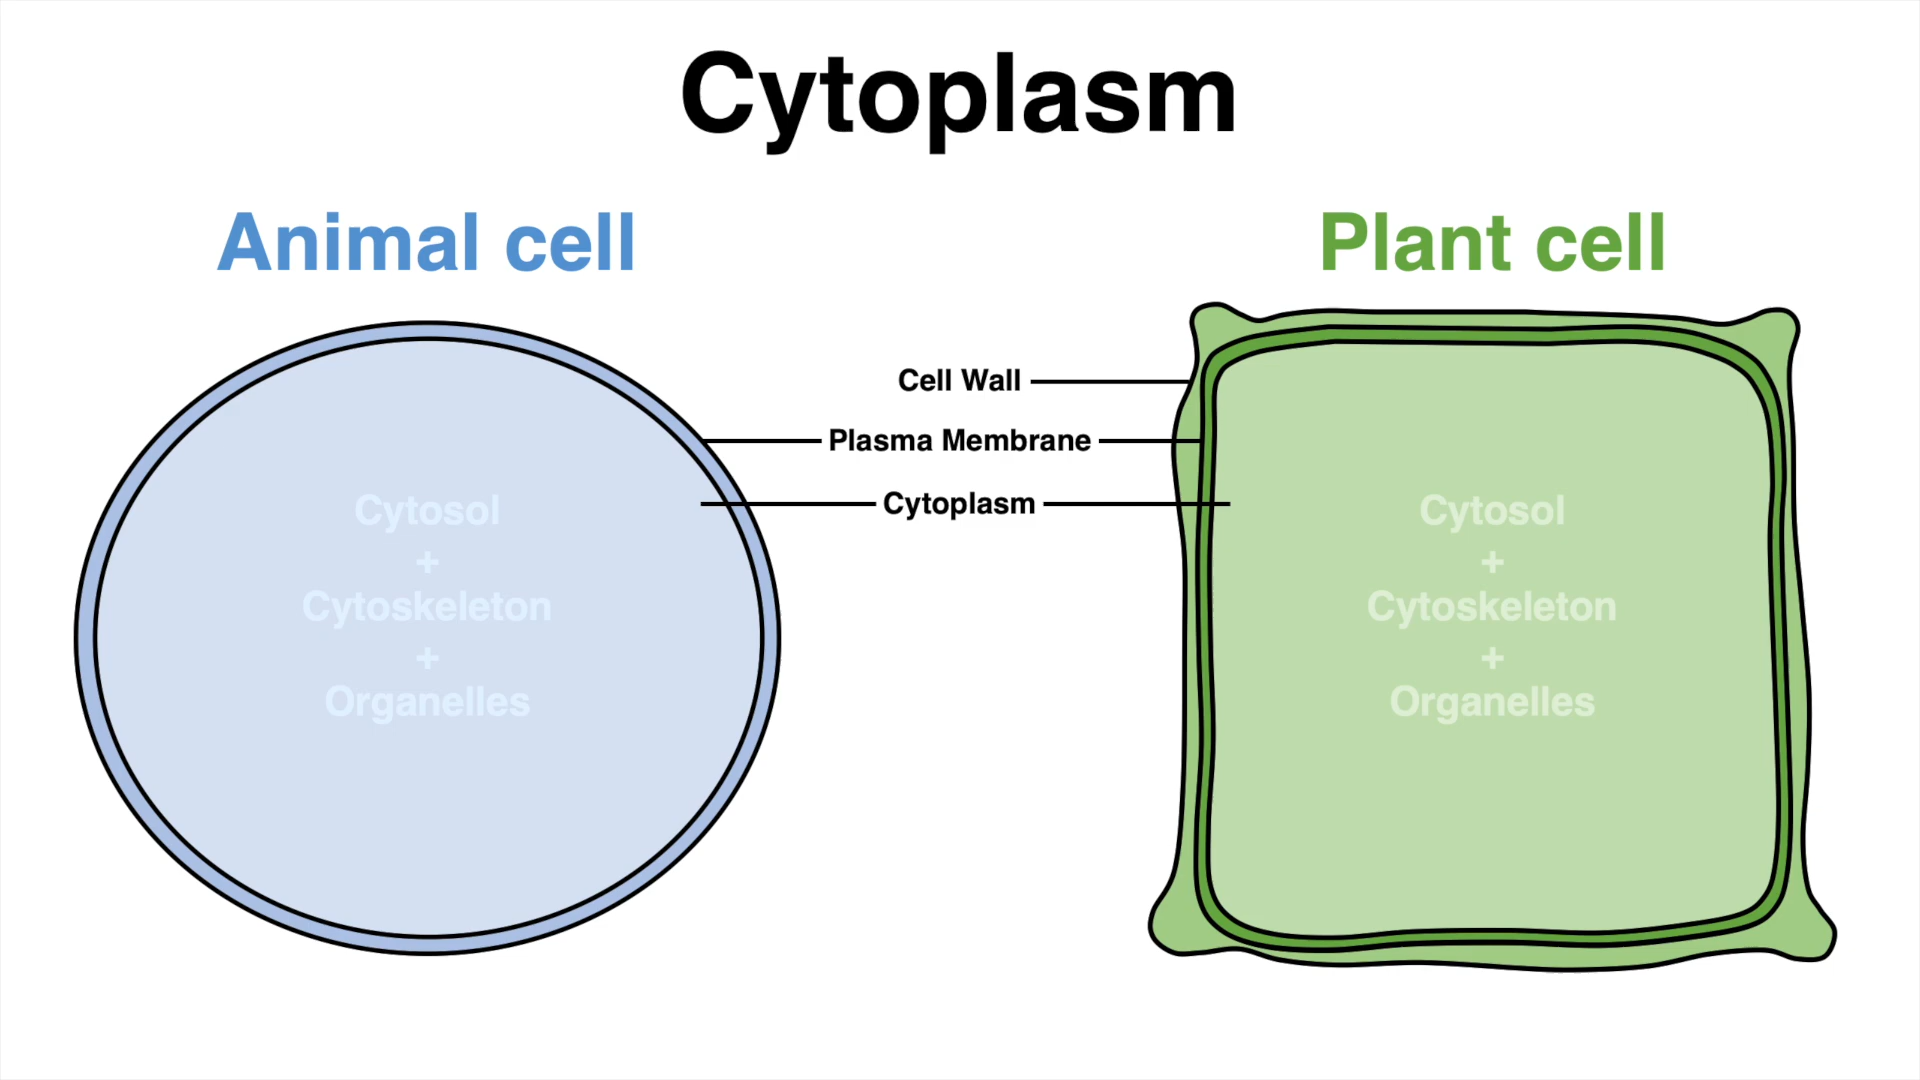 Cytoplasm
Animal cell
Plant cell
Cell Wall
Plasma Membrane
Cytoplasm
Cytosol
+
Cytoskeleton
+
Organelles
Cytosol
+
Cytoskeleton
+
Organelles